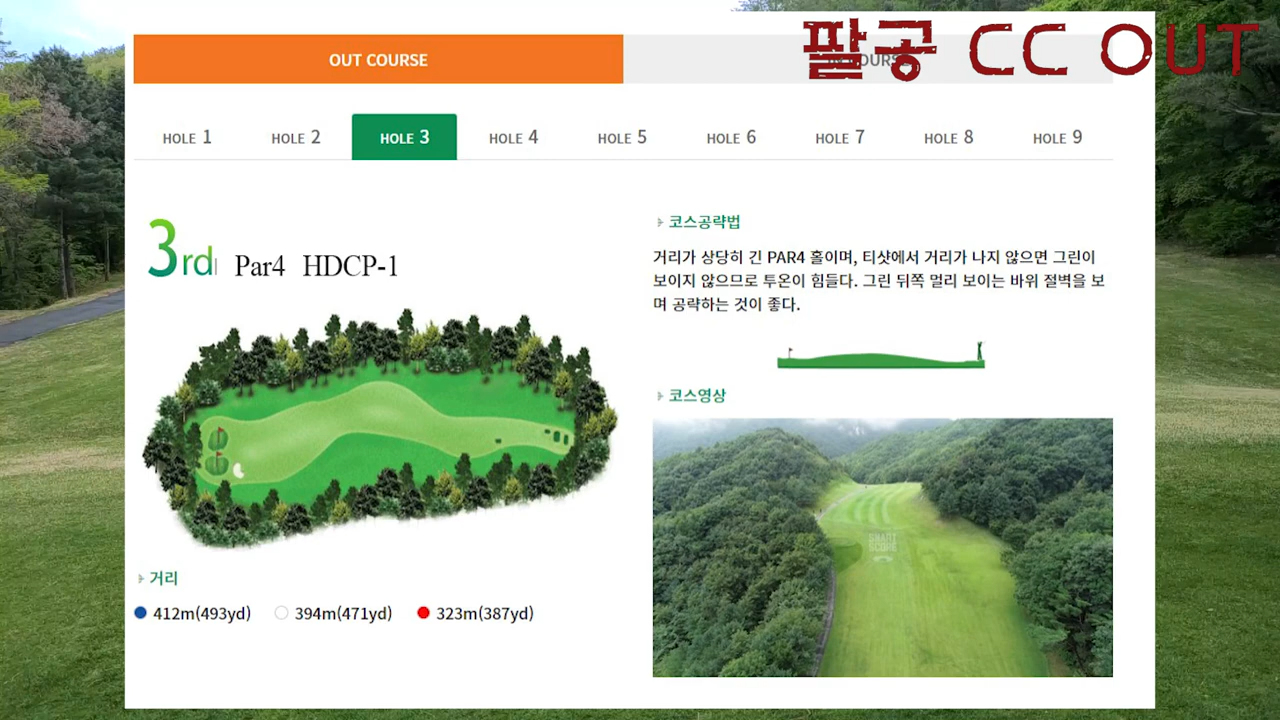 팔공 CC OUT
OUT COURSE
HOLE 1 HOLE 2 HOLE 3 HOLE 4 HOLE 5 HOLE 6 HOLE 7 HOLE 8 HOLE 9
3rd Par4 HDCP-1
코스공략법
거리가 상당히 긴 PAR4 홀이며, 티샷에서 거리가 나지 않으면 그린이
보이지 않으므로 투온이 힘들다. 그린 뒤쪽 멀리 보이는 바위 절벽을 보
며 공략하는 것이 좋다.
코스영상
SMART
SCORE
거리
412m(493yd) 394m(471yd) 323m(387yd)